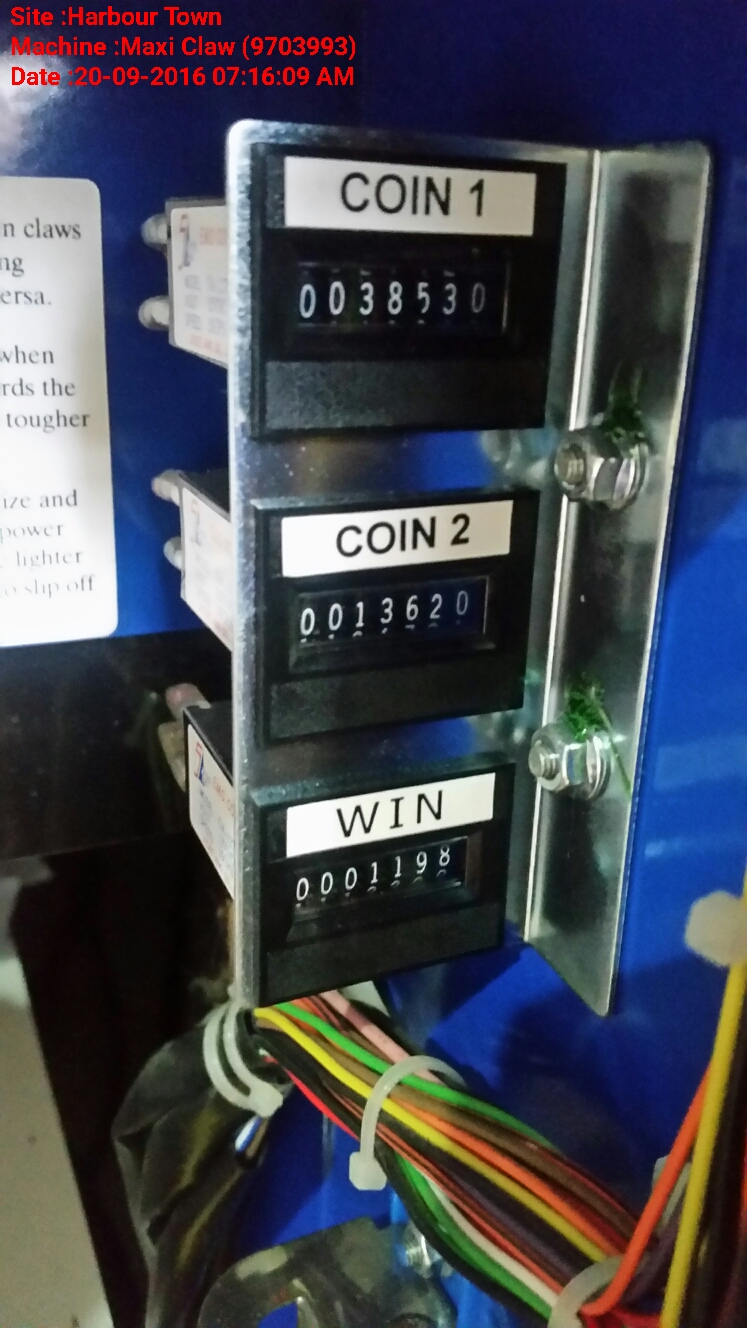 Site :Harbour Town
Machine :Maxi Claw (9703993)
Date :20-09-2016 07:16:09 AM
n claws
ng
ersa.
when
rds the
tougher
ize and
power
lighter
to slip off
COIN 1
0038530
COIN 2
0013620
WIN
0001198